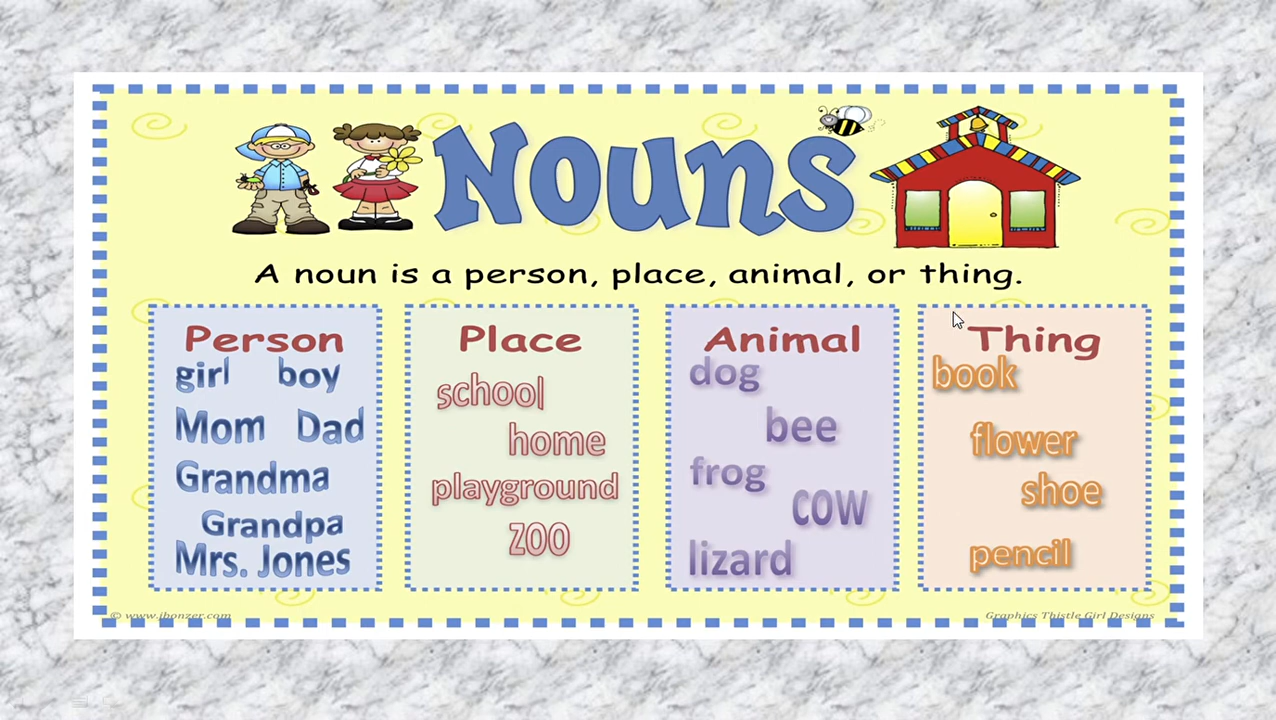 Nouns
A noun is a person, place, animal, or thing.
Person
girl boy
Mom Dad
Grandma
Grandpa
Mrs. Jones
Place
school
home
playground
zoo
Animal
dog
bee
frog
cow
lizard
Thing
book
flower
shoe
pencil
© www.jhonzer.com
Graphics Thistle Girl Designs